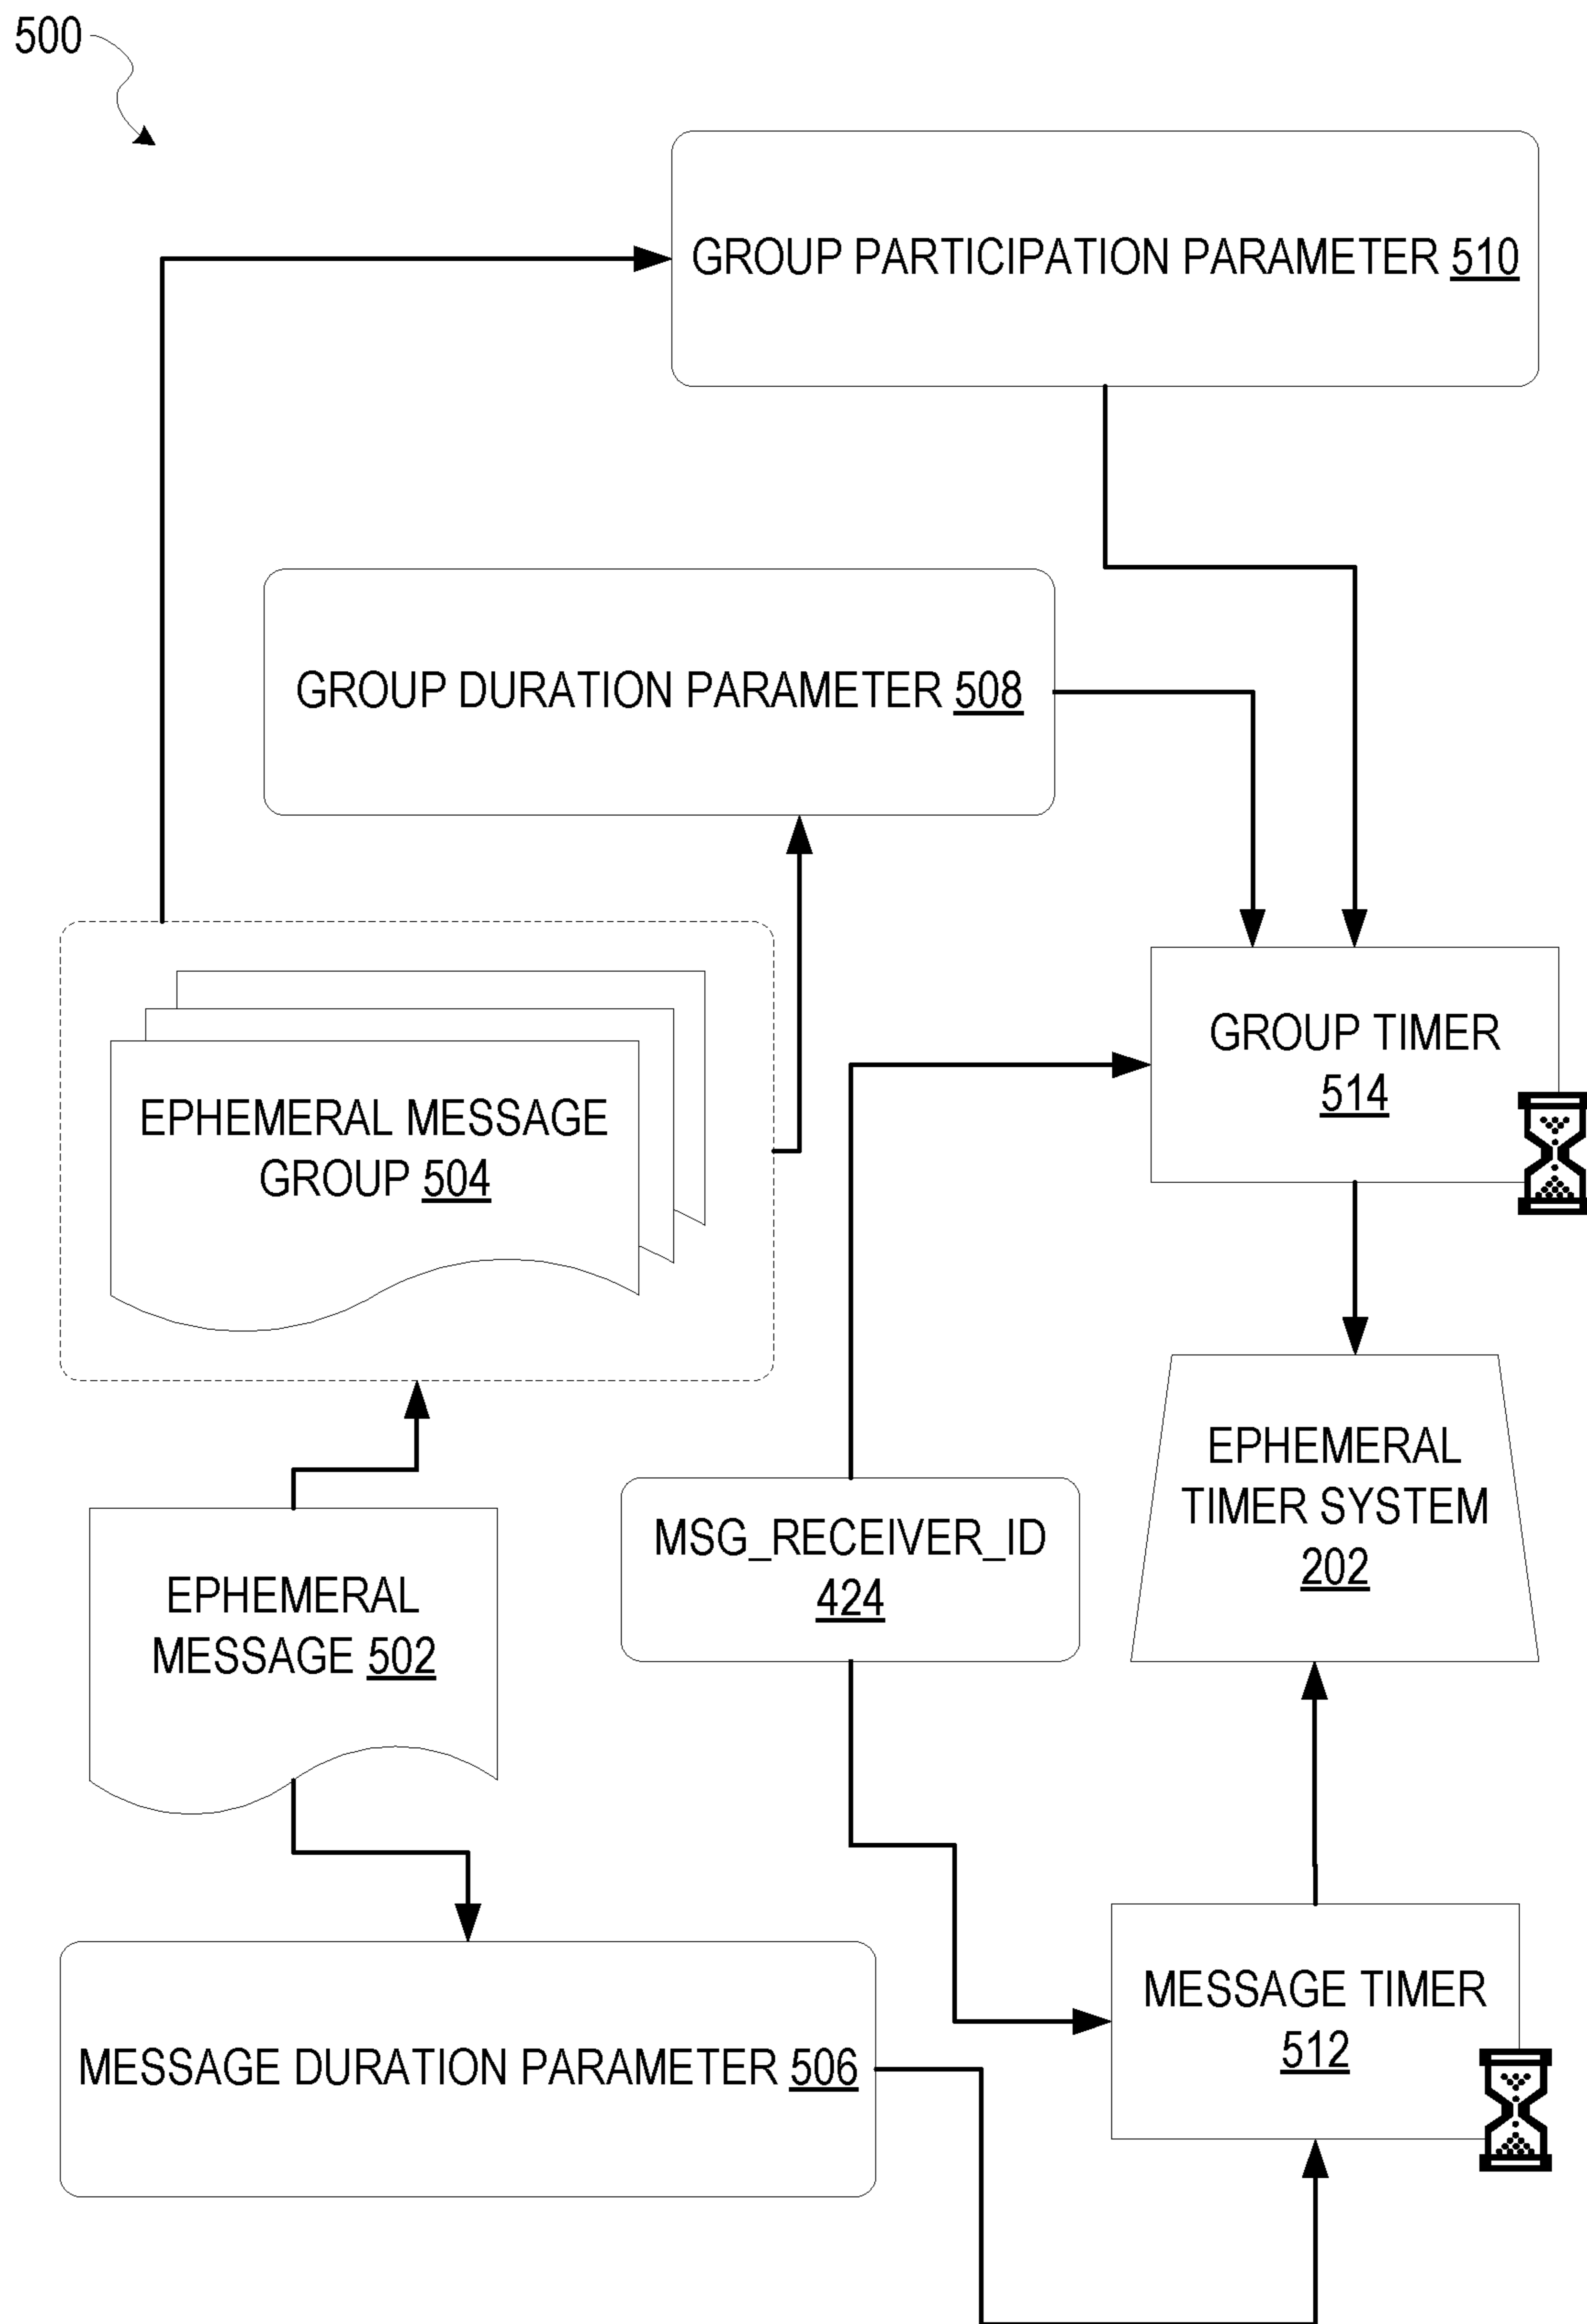 500
GROUP PARTICIPATION PARAMETER 510
GROUP DURATION PARAMETER 508
GROUP TIMER
514
EPHEMERAL MESSAGE
GROUP 504
EPHEMERAL
TIMER SYSTEM
202
MSG_RECEIVER_ID
424
EPHEMERAL
MESSAGE 502
MESSAGE TIMER
512
MESSAGE DURATION PARAMETER 506